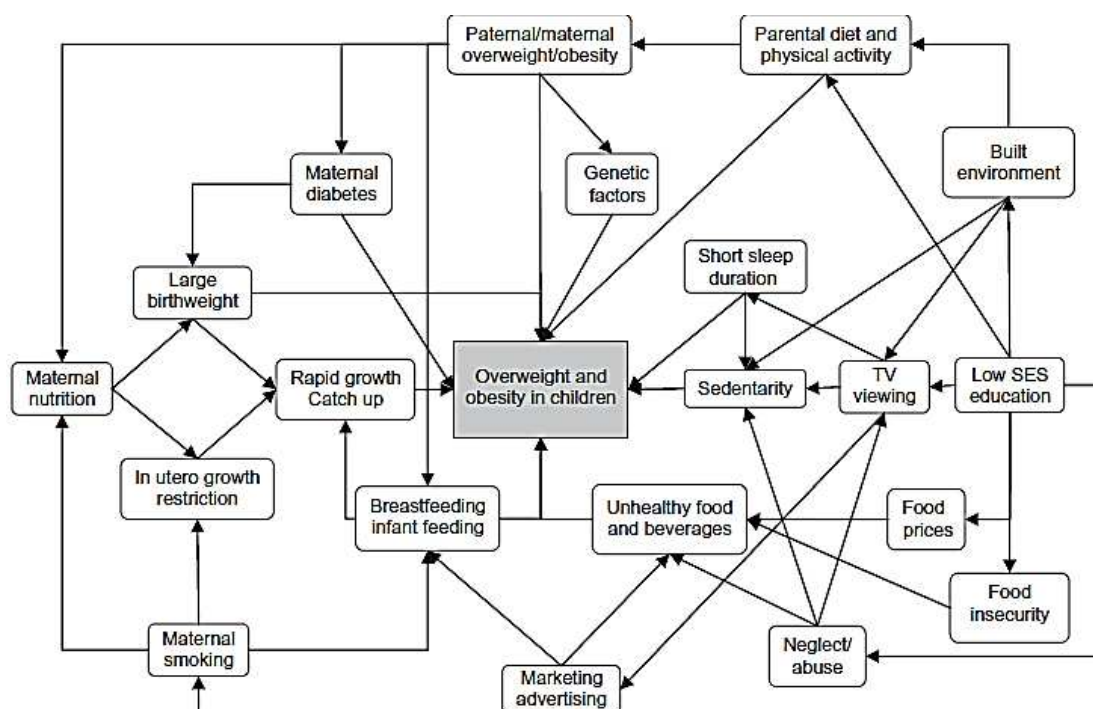 Paternal/maternal
overweight/obesity
Parental diet and
physical activity
Maternal
diabetes
Genetic
factors
Built
environment
Large
birthweight
Short sleep
duration
Maternal
nutrition
Rapid growth
Catch up
Overweight and
obesity in children
Sedentarity
TV
viewing
Low SES
education
In utero growth
restriction
Breastfeeding
infant feeding
Unhealthy food
and beverages
Food
prices
Food
insecurity
Maternal
smoking
Marketing
advertising
Neglect/
abuse